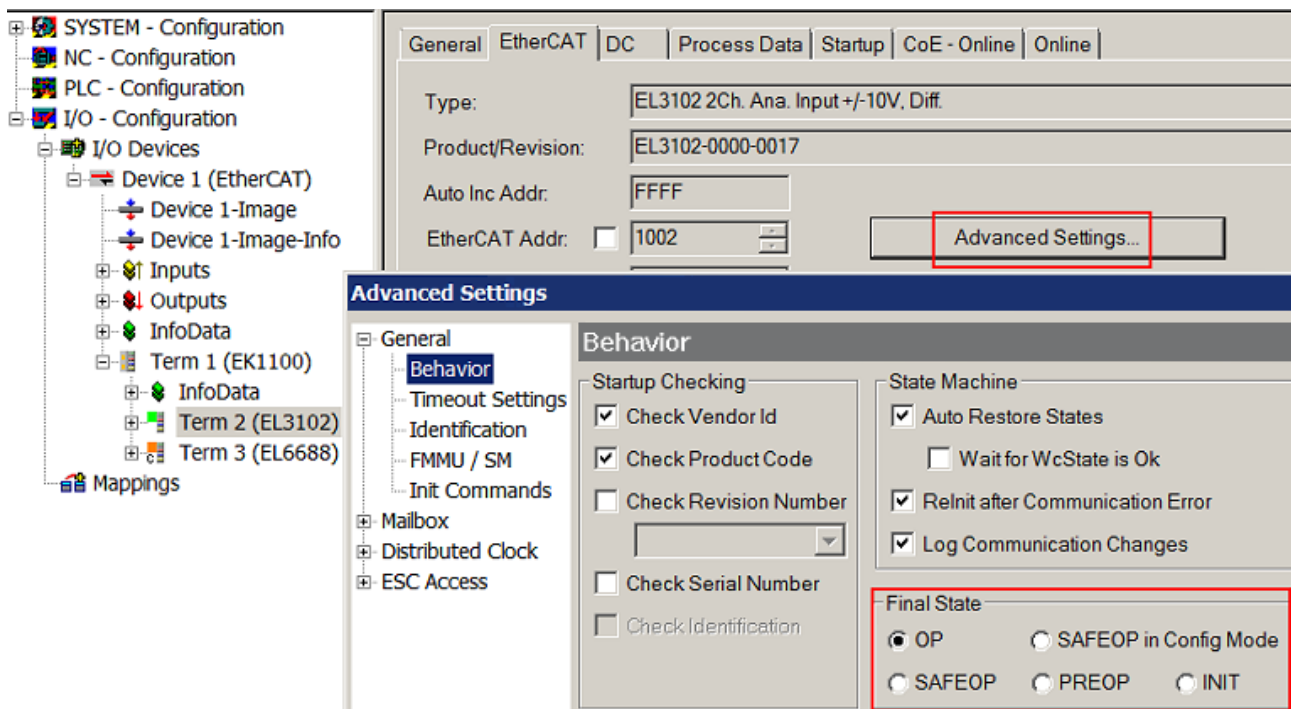 SYSTEM - Configuration
NC - Configuration
PLC - Configuration
I/O - Configuration
I/O Devices
Device 1 (EtherCAT)
Device 1-Image
Device 1-Image-Info
Inputs
Outputs
InfoData
Term 1 (EK1100)
InfoData
Term 2 (EL3102)
Term 3 (EL6688)
Mappings
General EtherCAT DC Process Data Startup CoE - Online Online
Type: EL3102 2Ch. Ana. Input +/-10V, Diff.
Product/Revision: EL3102-0000-0017
Auto Inc Addr: FFFF
EtherCAT Addr: 1002 Advanced Settings...
Advanced Settings
General
Behavior
Timeout Settings
Identification
FMMU / SM
Init Commands
Mailbox
Distributed Clock
ESC Access
Behavior
Startup Checking
Check Vendor Id
Check Product Code
Check Revision Number
Check Serial Number
Check Identification
State Machine
Auto Restore States
Wait for WcState is Ok
ReInit after Communication Error
Log Communication Changes
Final State
OP SAFEOP in Config Mode
SAFEOP PREOP INIT